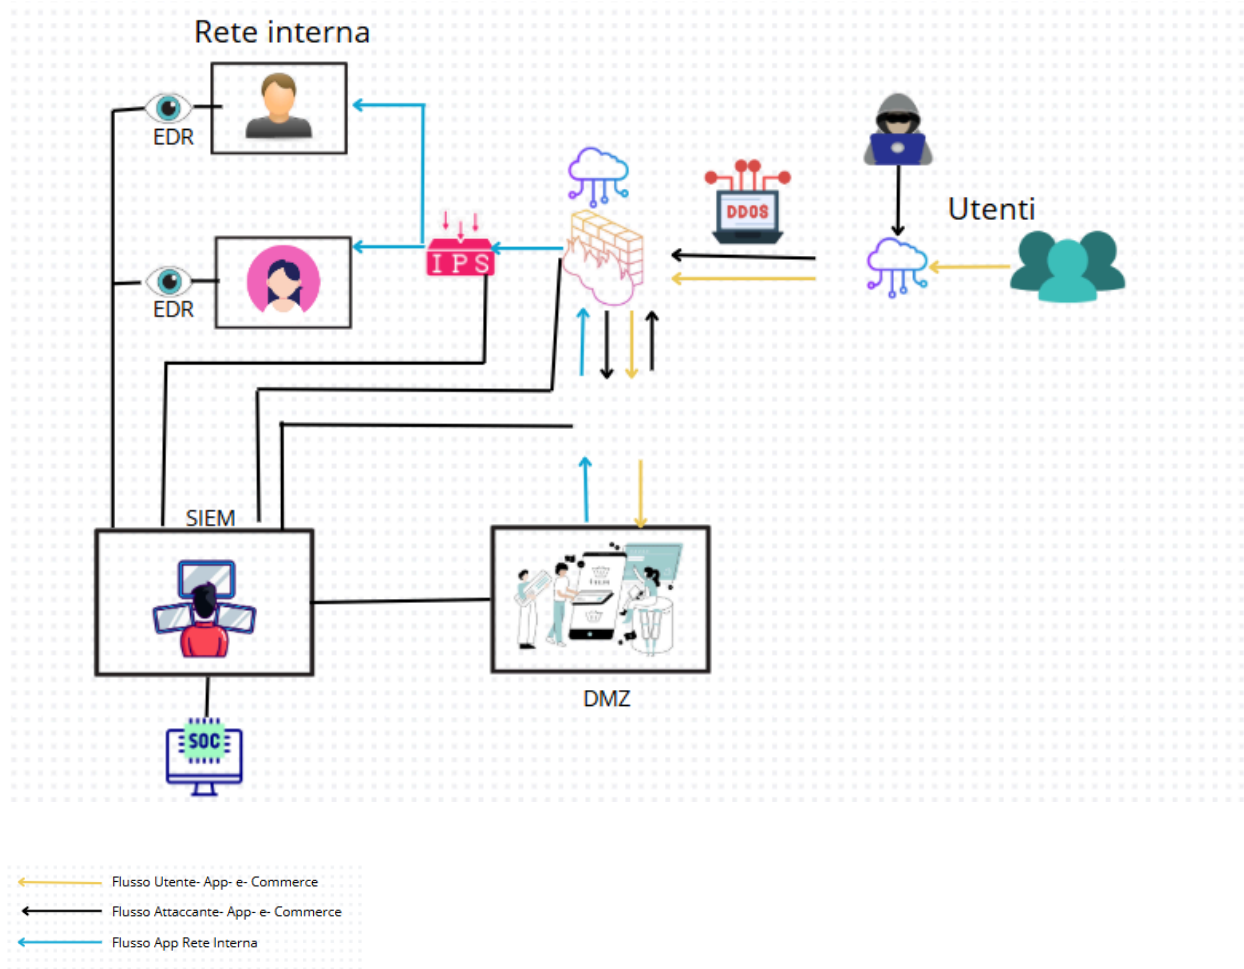 Rete interna
EDR
DDOS
Utenti
IPS
EDR
SIEM
DMZ
SOC
Flusso Utente- App- e- Commerce
Flusso Attaccante- App- e- Commerce
Flusso App Rete Interna